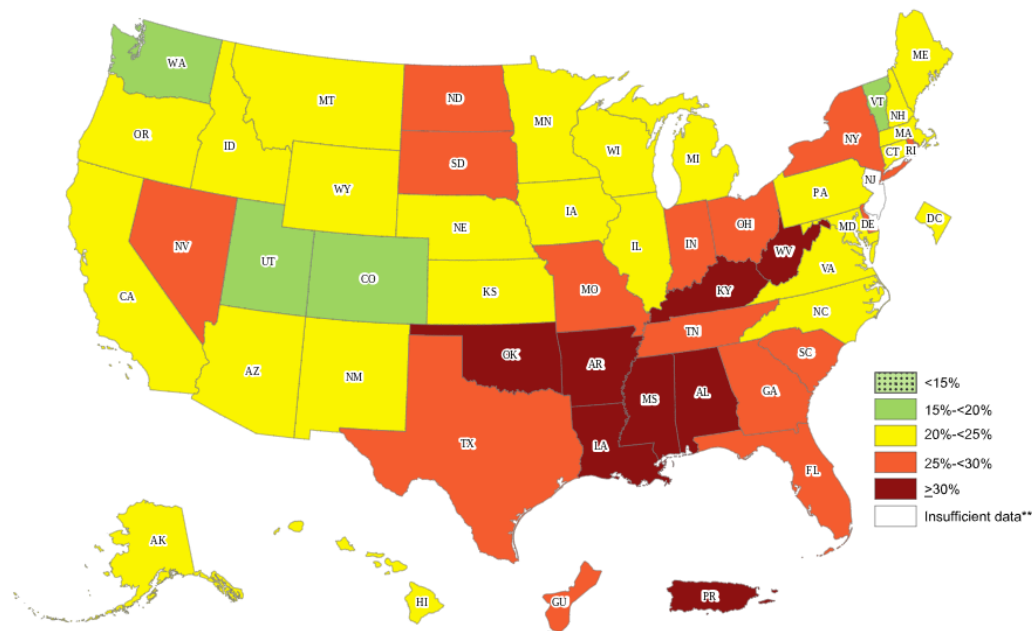 WA
ME
MT
ND
VT
MN
NH
OR
ID
WI
NY
MA
SD
MI
CT
RI
WY
PA
NJ
IA
NE
OH
DC
IN
MD
DE
NV
IL
WV
UT
CO
VA
CA
KS
MO
KY
NC
TN
OK
AR
SC
AZ
NM
MS
AL
GA
TX
LA
FL
<15%
15%-<20%
20%-<25%
25%-<30%
≥30%
Insufficient data**
AK
HI
GU
PR